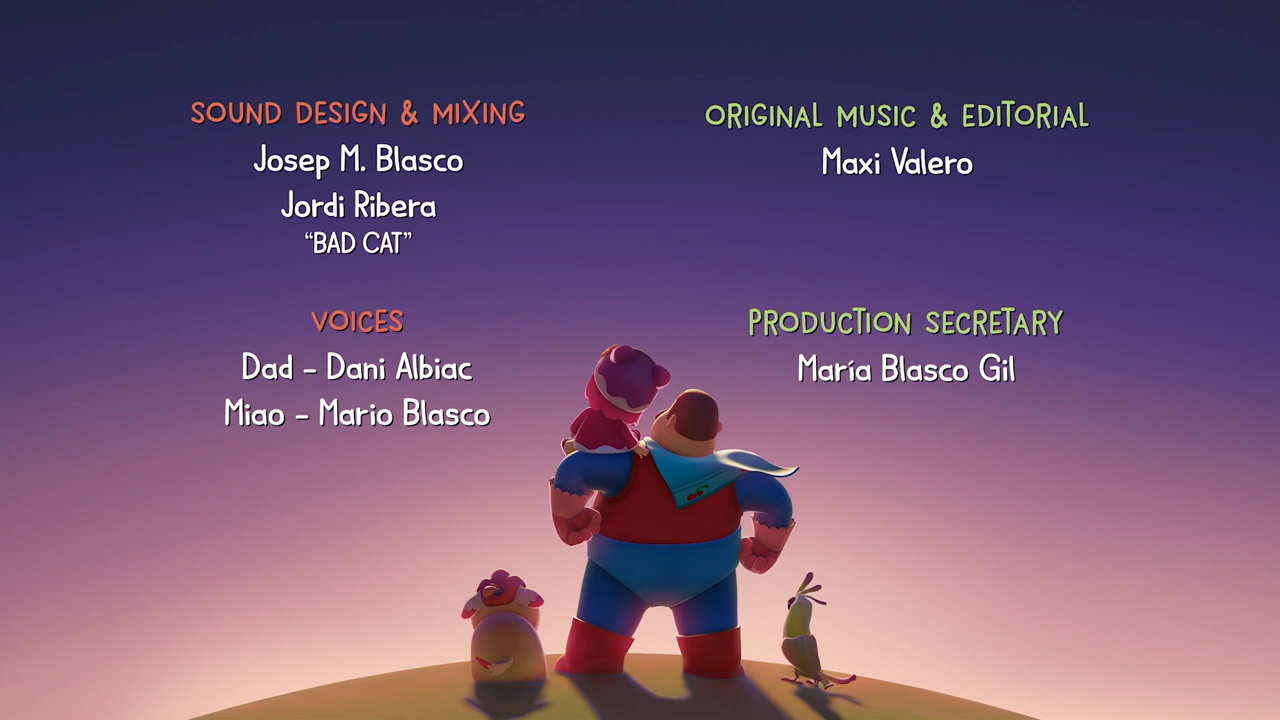 SOUND DESIGN & MIXING
Josep M. Blasco
Jordi Ribera
“BAD CAT”
ORIGINAL MUSIC & EDITORIAL
Maxi Valero
VOICES
Dad - Dani Albiac
Miao - Mario Blasco
PRODUCTION SECRETARY
María Blasco Gil